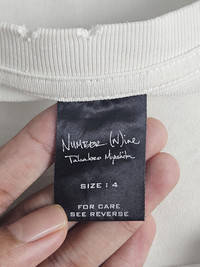 NUMBER (N)ine
Takahiro Miyashita
SIZE : 4
FOR CARE
SEE REVERSE